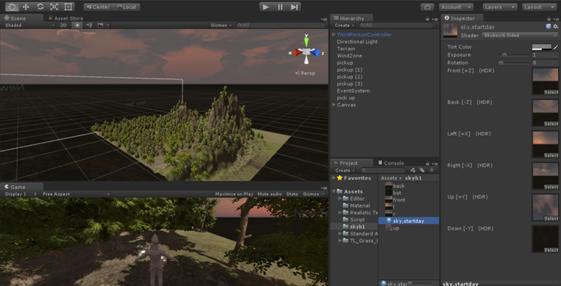 Center Local
Account Layers Layout
Scene Asset Store
Shaded 2D Gizmos
Persp
Game
Display 1 Free Aspect Maximize on Play Mute audio Stats Gizmos
Hierarchy
Create
ThirdPersonController
Directional Light
Terrain
WindZone
pickup
pickup (1)
pickup (2)
pickup (3)
EventSystem
pick up
Canvas
Project Console
Create
Favorites
Assets
Editor
Material
Realistic Te
Script
skyb1
Standard A
TL_Grass_
Assets skyb1
back
bot
front
l
r
sky,startday
up
sky,star
Inspector
sky,startday
Shader Skybox/6 Sided
Tint Color
Exposure 1
Rotation 0
Front [+Z] (HDR)
Select
Back [-Z] (HDR)
Select
Left [+X] (HDR)
Select
Right [-X] (HDR)
Select
Up [+Y] (HDR)
Select
Down [-Y] (HDR)
Select
sky,startday